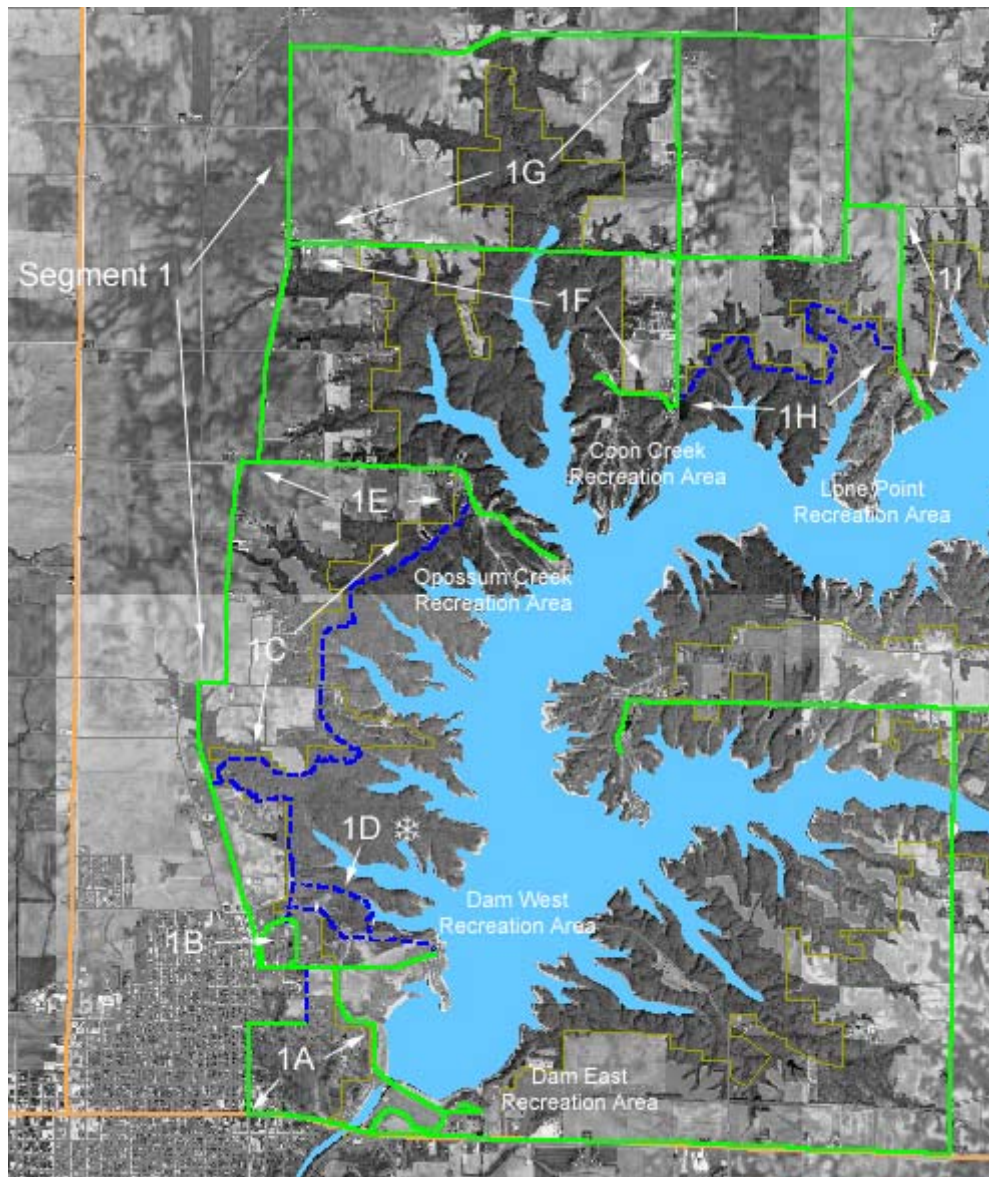 1G
Segment 1
1F
1I
1H
Coon Creek
Recreation Area
Lone Point
Recreation Area
1E
Opossum Creek
Recreation Area
1C
1D
Dam West
Recreation Area
1B
1A
Dam East
Recreation Area